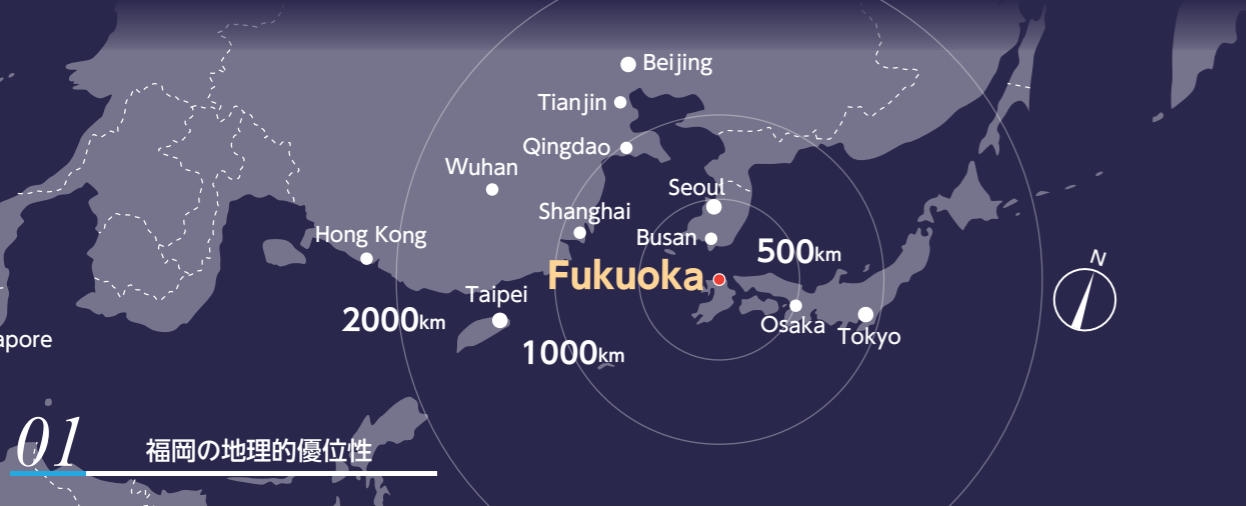 Beijing
Tianjin
Qingdao
Wuhan
Seoul
Shanghai
Busan
Hong Kong
500km
Fukuoka
N
Taipei
2000km
Osaka
Tokyo
apore
1000km
01
福岡の地理的優位性